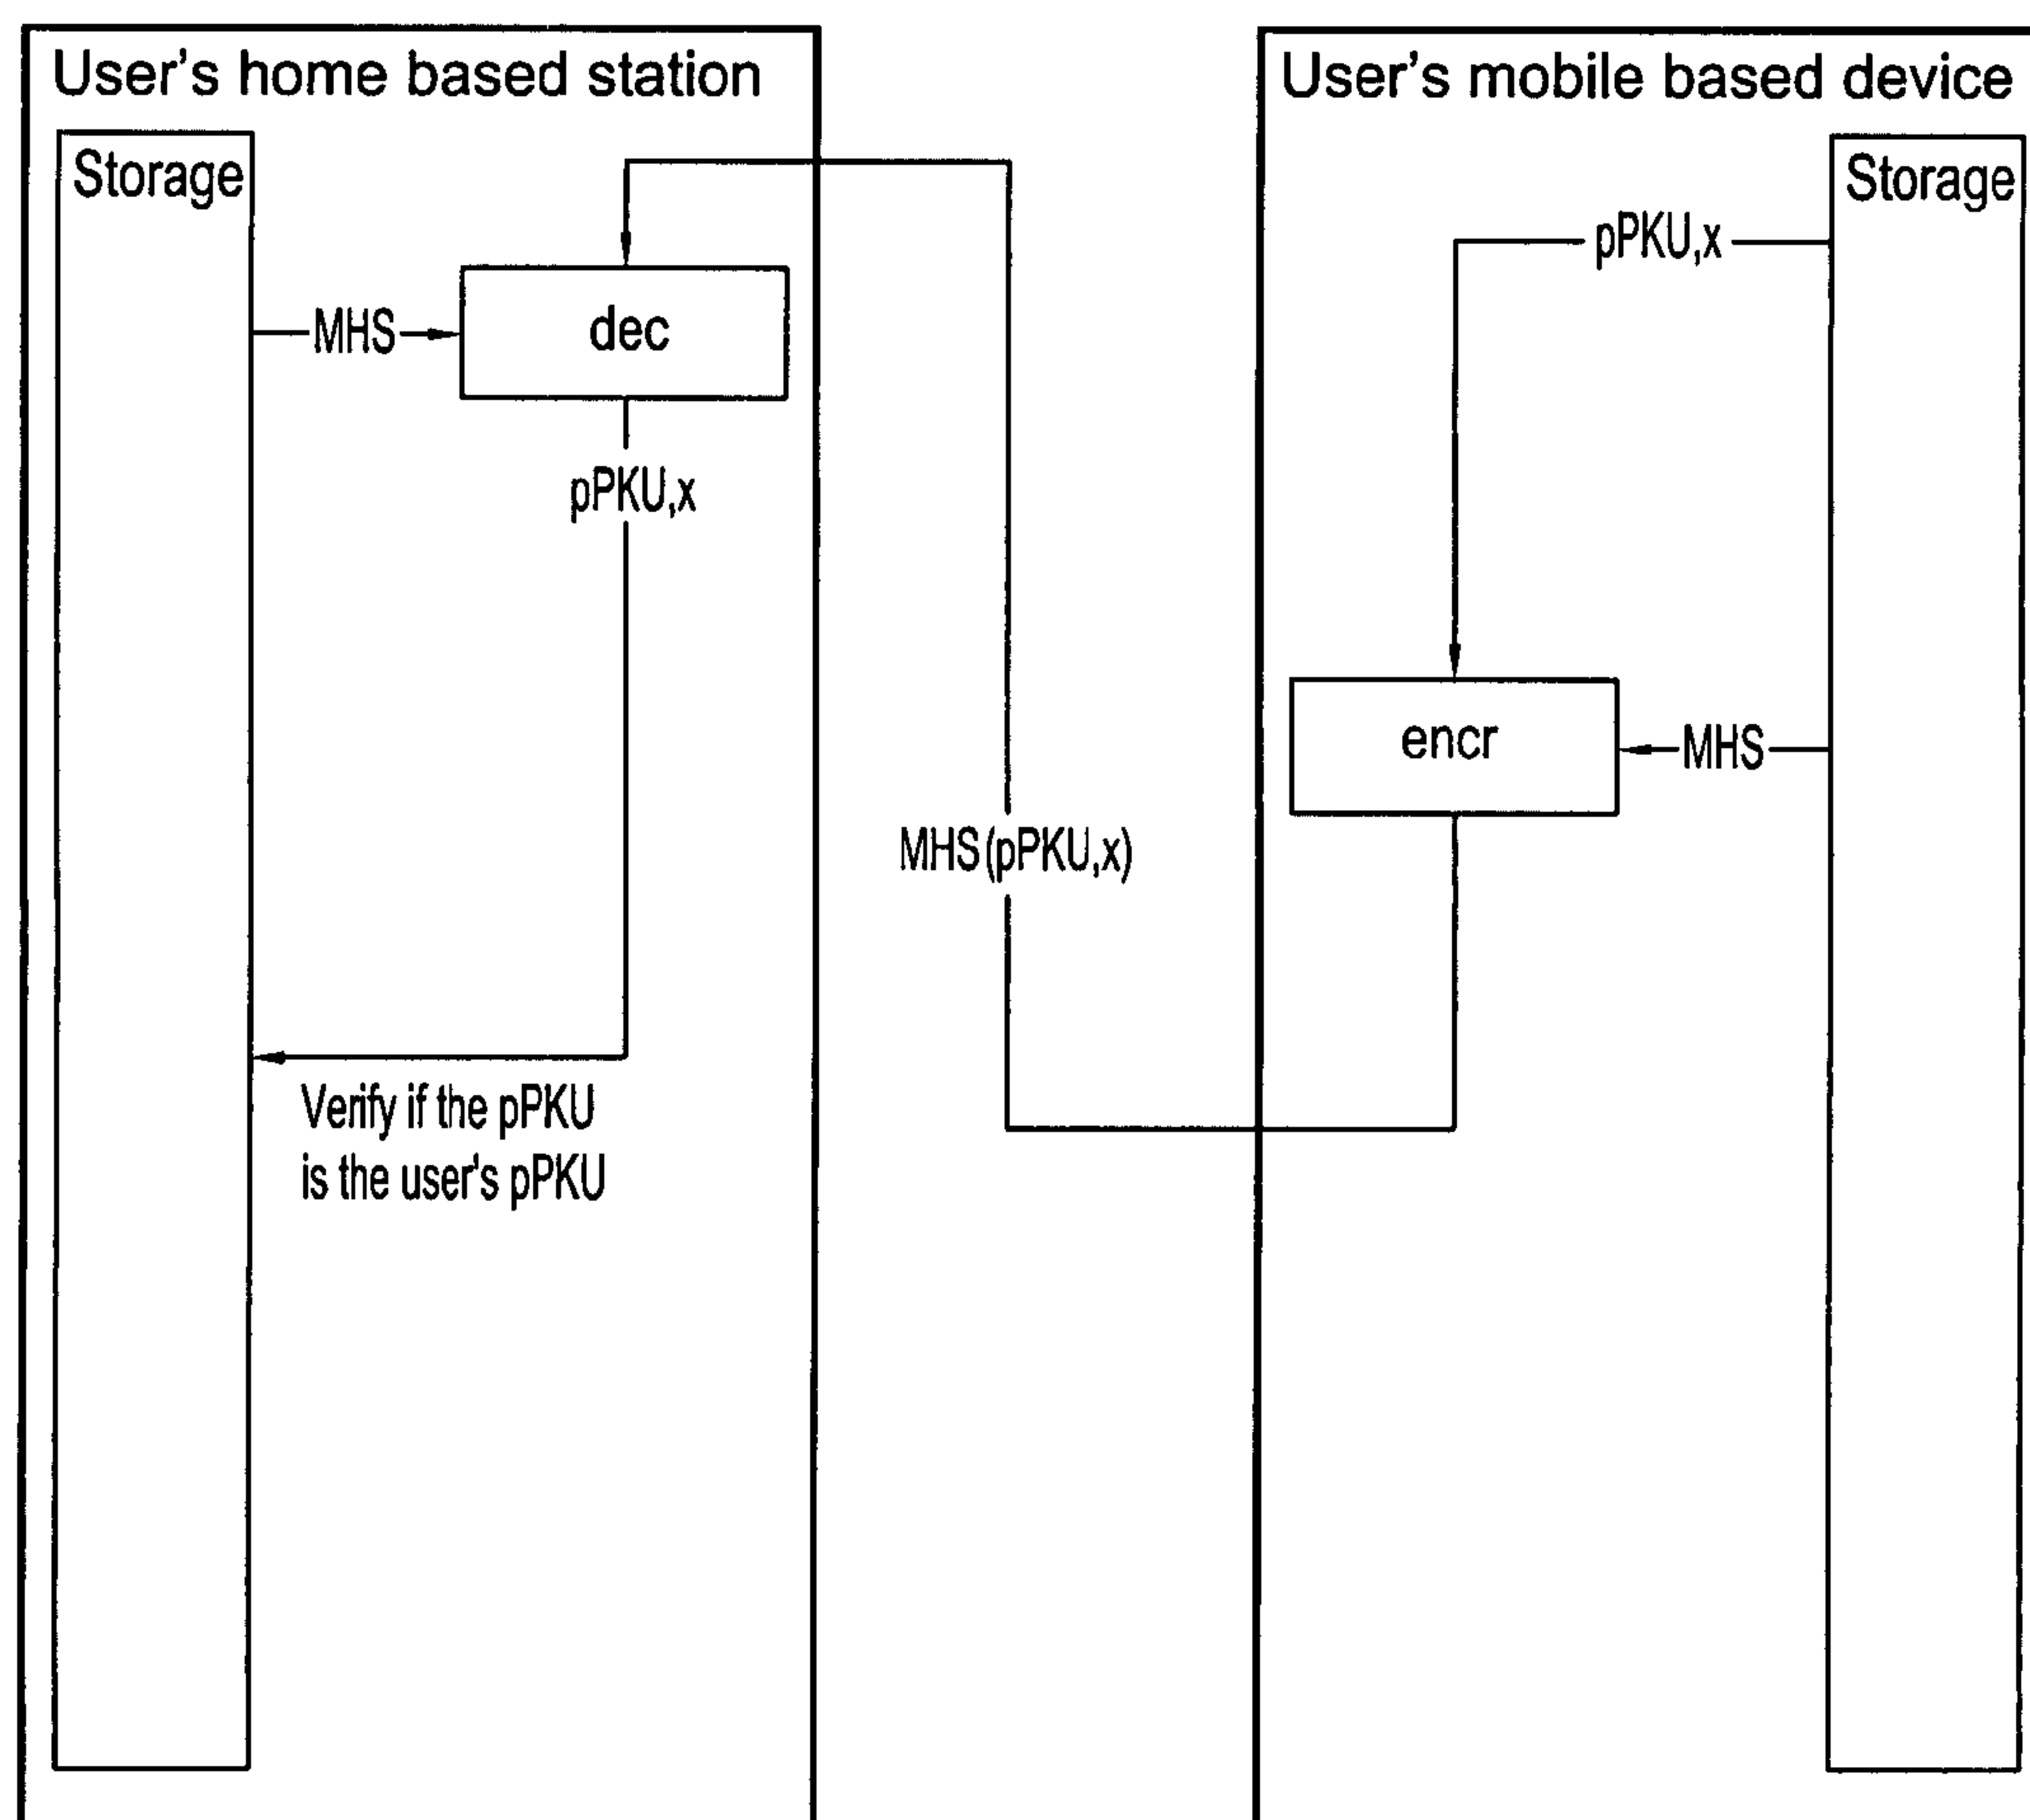 User's home based station
Storage
MHS
dec
pPKU,x
Verify if the pPKU
is the user's pPKU
MHS(pPKU,x)
User's mobile based device
Storage
pPKU,x
encr
MHS